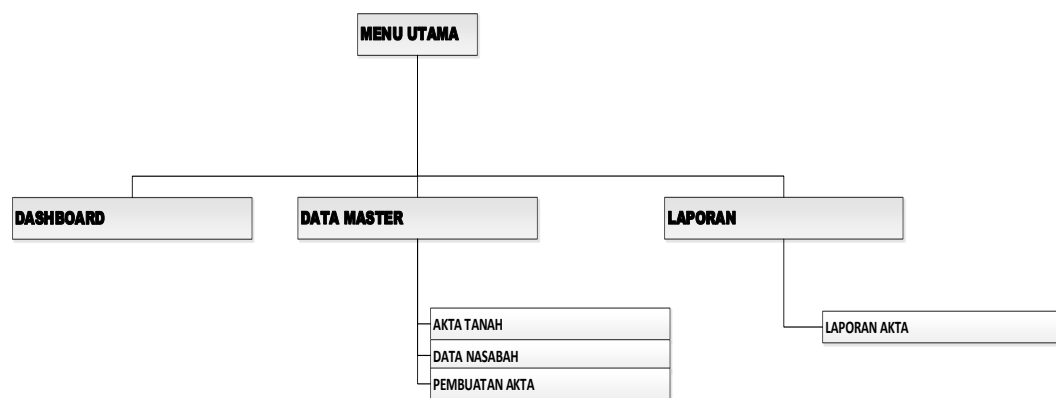 MENU UTAMA
DASHBOARD
DATA MASTER
LAPORAN
AKTA TANAH
DATA NASABAH
PEMBUATAN AKTA
LAPORAN AKTA